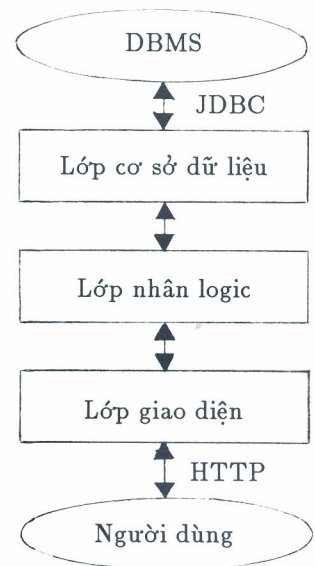 DBMS
JDBC
Lớp cơ sở dữ liệu
Lớp nhân logic
Lớp giao diện
HTTP
Người dùng